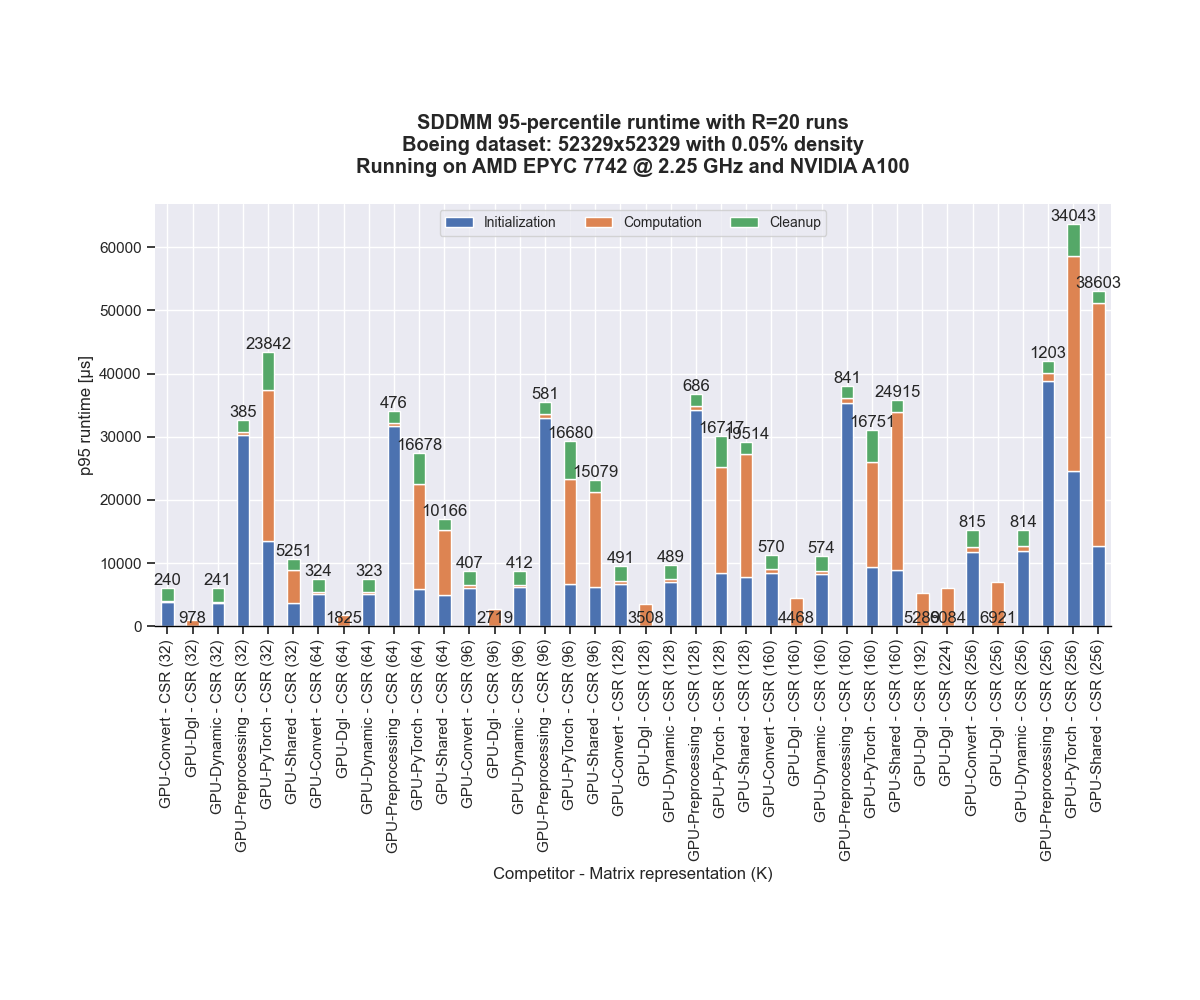 SDDMM 95-percentile runtime with R=20 runs
Boeing dataset: 52329x52329 with 0.05% density
Running on AMD EPYC 7742 @ 2.25 GHz and NVIDIA A100
Initialization
Computation
Cleanup
p95 runtime [µs]
60000
50000
40000
30000
20000
10000
0
240
978
241
385
23842
5251
324
1825
323
476
16678
10166
407
2719
412
581
16680
15079
491
3508
489
686
16717
19514
570
4468
574
841
16751
24915
6084
815
6921
814
1203
34043
38603
GPU-Convert - CSR (32)
GPU-Dgl - CSR (32)
GPU-Dynamic - CSR (32)
GPU-Preprocessing - CSR (32)
GPU-PyTorch - CSR (32)
GPU-Shared - CSR (32)
GPU-Convert - CSR (64)
GPU-Dgl - CSR (64)
GPU-Dynamic - CSR (64)
GPU-Preprocessing - CSR (64)
GPU-PyTorch - CSR (64)
GPU-Shared - CSR (64)
GPU-Convert - CSR (96)
GPU-Dgl - CSR (96)
GPU-Dynamic - CSR (96)
GPU-Preprocessing - CSR (96)
GPU-PyTorch - CSR (96)
GPU-Shared - CSR (96)
GPU-Convert - CSR (128)
GPU-Dgl - CSR (128)
GPU-Dynamic - CSR (128)
GPU-Preprocessing - CSR (128)
GPU-PyTorch - CSR (128)
GPU-Shared - CSR (128)
GPU-Convert - CSR (160)
GPU-Dgl - CSR (160)
GPU-Dynamic - CSR (160)
GPU-Preprocessing - CSR (160)
GPU-PyTorch - CSR (160)
GPU-Shared - CSR (160)
GPU-Dgl - CSR (192)
GPU-Dgl - CSR (224)
GPU-Convert - CSR (256)
GPU-Dgl - CSR (256)
GPU-Dynamic - CSR (256)
GPU-Preprocessing - CSR (256)
GPU-PyTorch - CSR (256)
GPU-Shared - CSR (256)
Competitor - Matrix representation (K)